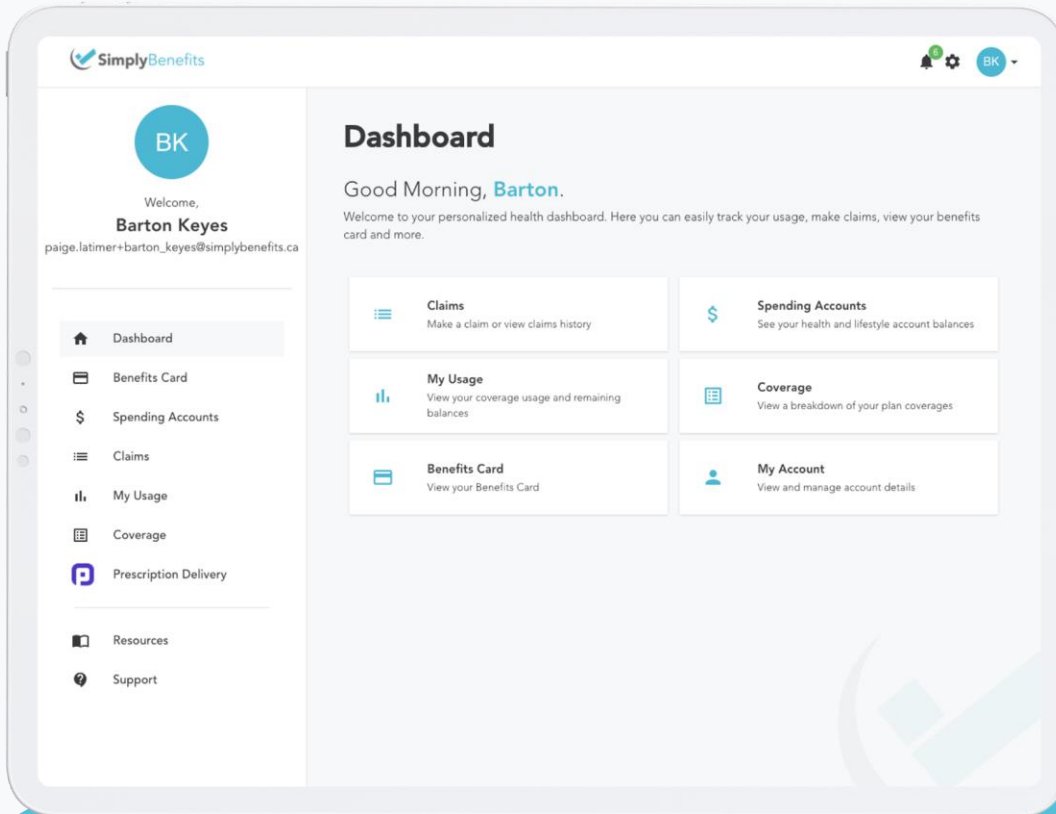 SimplyBenefits
6
BK
BK
Welcome,
Barton Keyes
paige.latimer+barton_keyes@simplybenefits.ca
Dashboard
Benefits Card
Spending Accounts
Claims
My Usage
Coverage
Prescription Delivery
Resources
Support
Dashboard
Good Morning, Barton.
Welcome to your personalized health dashboard. Here you can easily track your usage, make claims, view your benefits
card and more.
Claims
Make a claim or view claims history
Spending Accounts
See your health and lifestyle account balances
My Usage
View your coverage usage and remaining
balances
Coverage
View a breakdown of your plan coverages
Benefits Card
View your Benefits Card
My Account
View and manage account details